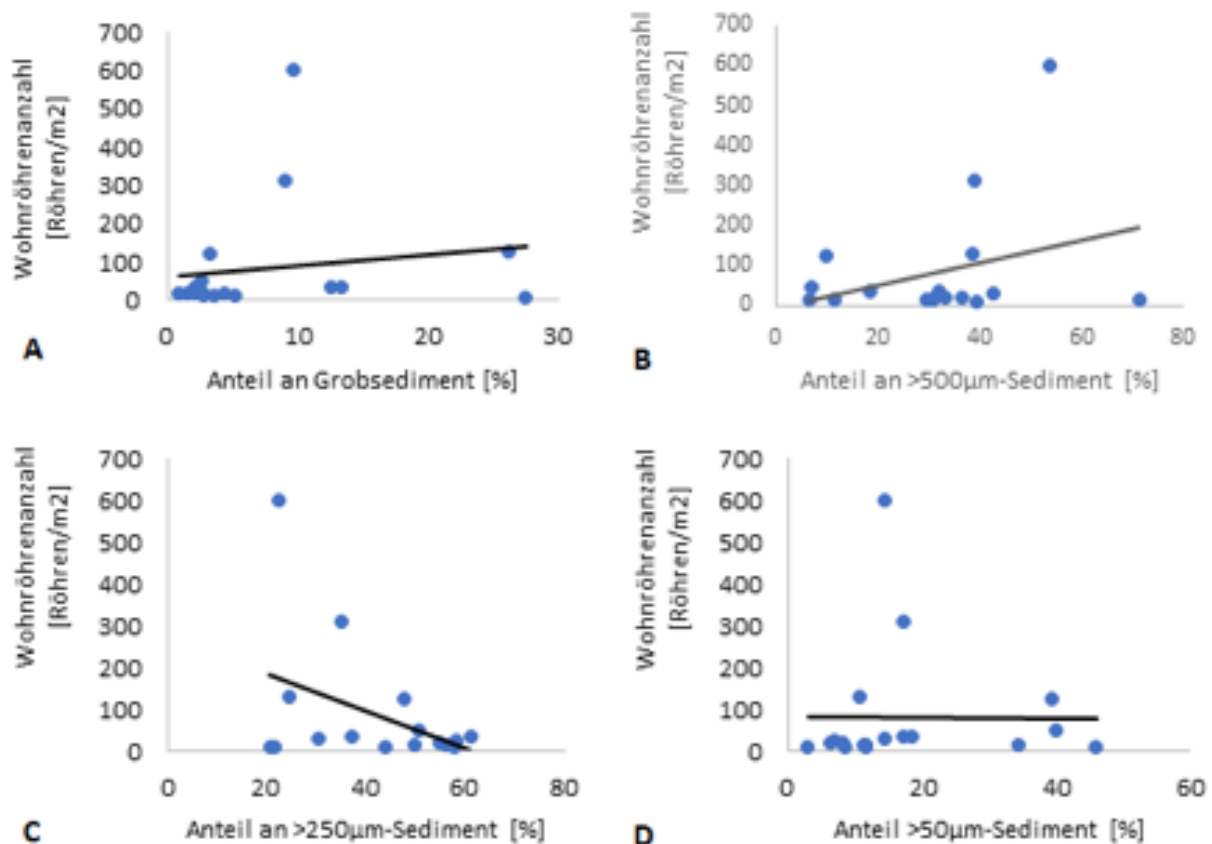 Wohnröhrenanzahl
[Röhren/m2]
700
600
500
400
300
200
100
0
0 10 20 30
A
Anteil an Grobsediment [%]
Wohnröhrenanzahl
[Röhren/m2]
700
600
500
400
300
200
100
0
0 20 40 60 80
B
Anteil an >500µm-Sediment [%]
Wohnröhrenanzahl
[Röhren/m2]
700
600
500
400
300
200
100
0
0 20 40 60 80
C
Anteil an >250µm-Sediment [%]
Wohnröhrenanzahl
[Röhren/m2]
700
600
500
400
300
200
100
0
0 20 40 60
D
Anteil >50µm-Sediment [%]